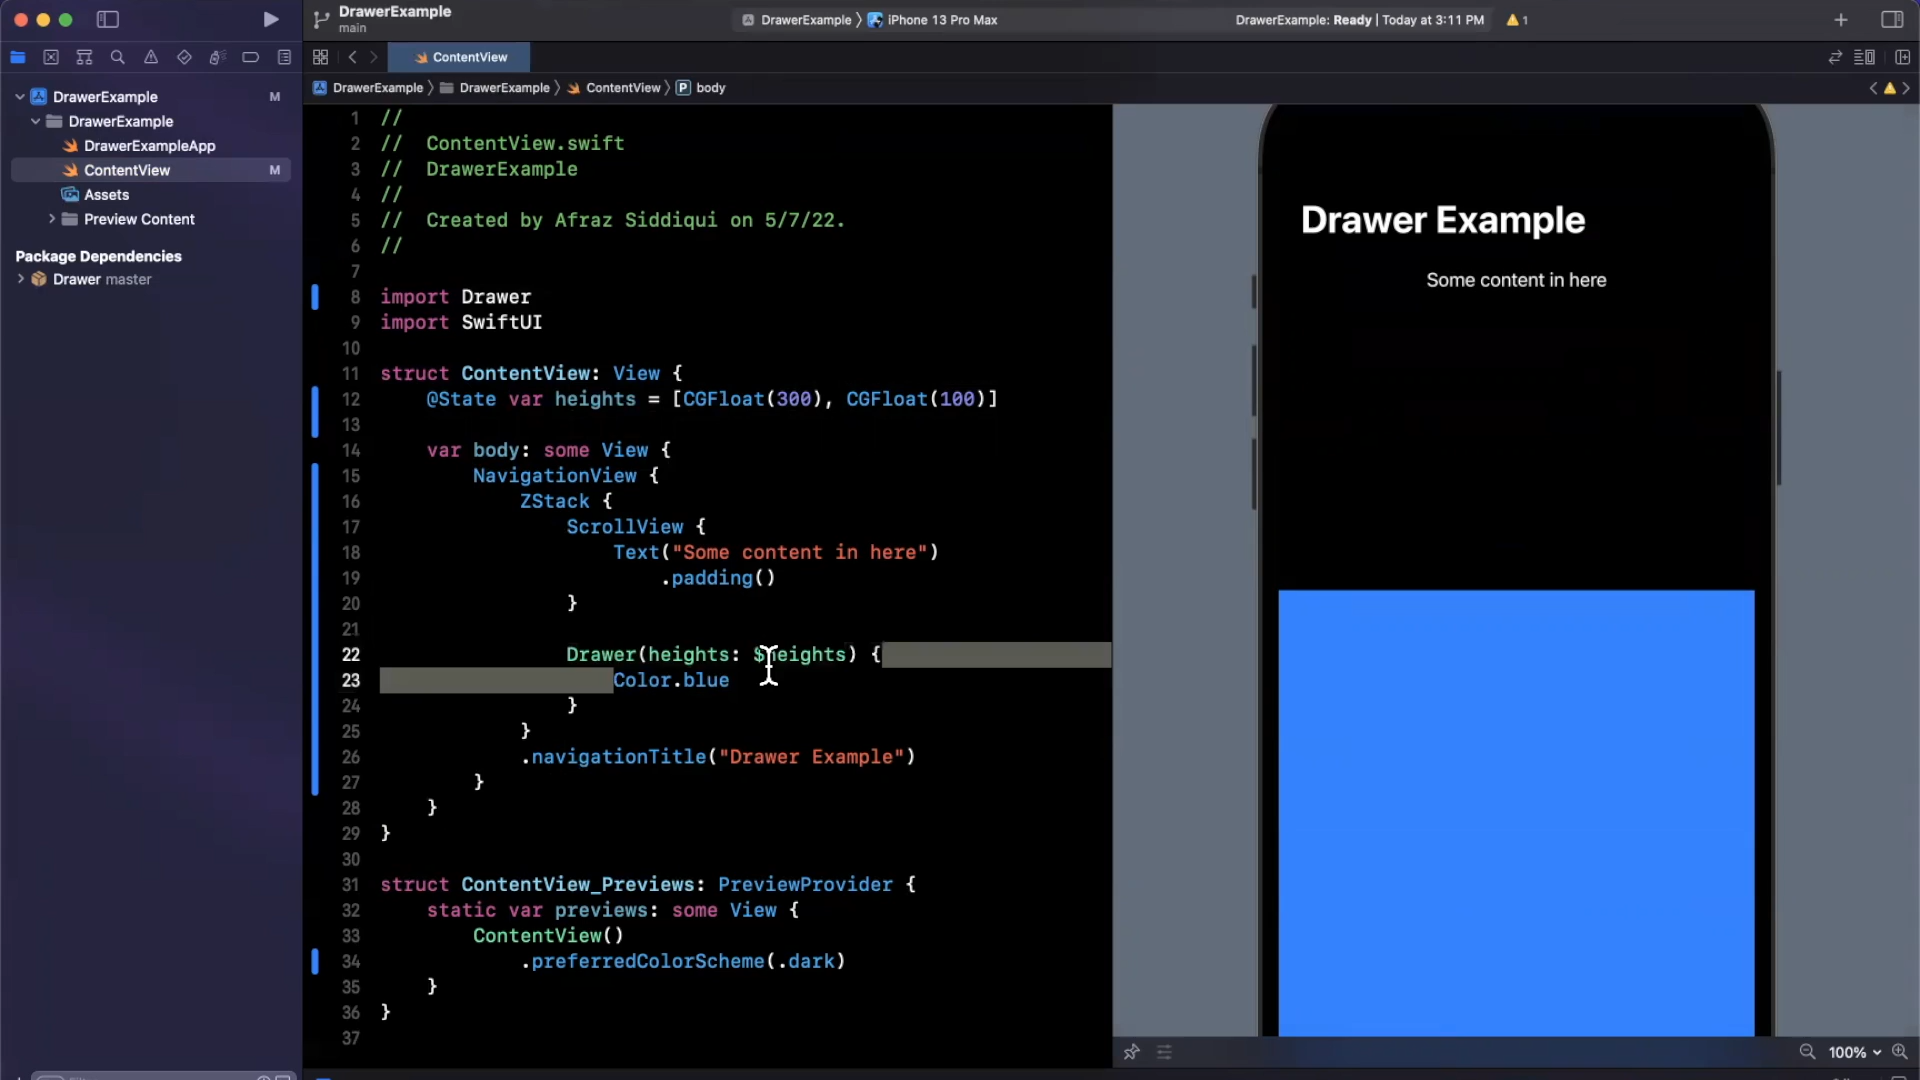 DrawerExample
main
DrawerExample
iPhone 13 Pro Max
DrawerExample: Ready | Today at 3:11 PM
1
ContentView
DrawerExample
DrawerExample
ContentView
P body
DrawerExample M
DrawerExample
DrawerExampleApp
ContentView M
Assets
Preview Content
Package Dependencies
Drawer master
1 //
2 //  ContentView.swift
3 //  DrawerExample
4 //
5 //  Created by Afraz Siddiqui on 5/7/22.
6 //
7
8 import Drawer
9 import SwiftUI
10
11 struct ContentView: View {
12     @State var heights = [CGFloat(300), CGFloat(100)]
13
14     var body: some View {
15         NavigationView {
16             ZStack {
17                 ScrollView {
18                     Text("Some content in here")
19                         .padding()
20                 }
21
22                 Drawer(heights: $heights) {
23                     Color.blue
24                 }
25             }
26             .navigationTitle("Drawer Example")
27         }
28     }
29 }
30
31 struct ContentView_Previews: PreviewProvider {
32     static var previews: some View {
33         ContentView()
34             .preferredColorScheme(.dark)
35     }
36 }
37
Drawer Example
Some content in here
100%